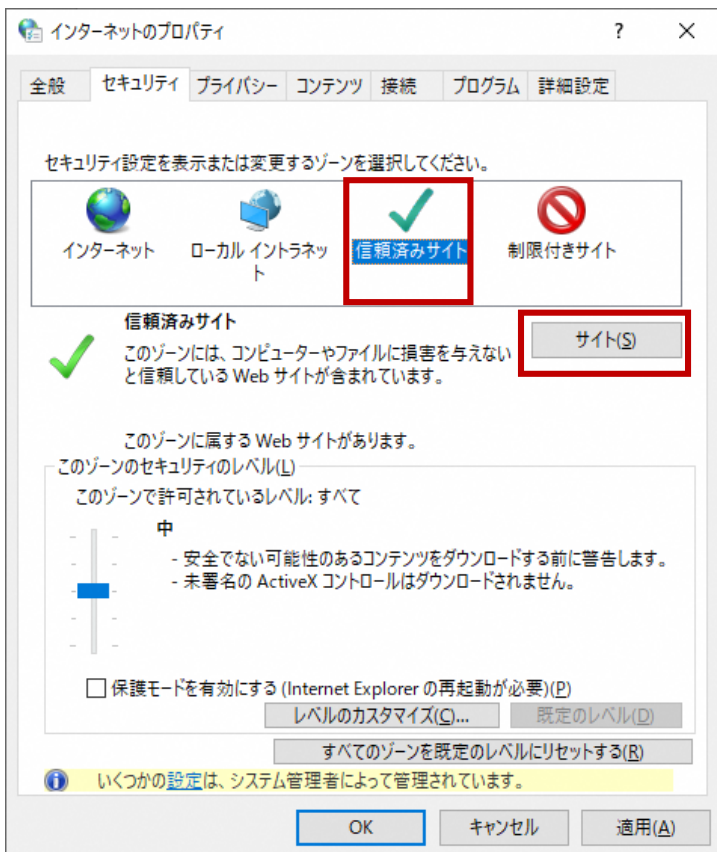 インターネットのプロパティ
?
全般 セキュリティ プライバシー コンテンツ 接続 プログラム 詳細設定
セキュリティ設定を表示または変更するゾーンを選択してください。
インターネット
ローカル イントラネッ
ト
信頼済みサイト
制限付きサイト
信頼済みサイト
サイト(S)
このゾーンには、コンピューターやファイルに損害を与えない
と信頼している Web サイトが含まれています。
このゾーンに属する Web サイトがあります。
このゾーンのセキュリティのレベル(L)
このゾーンで許可されているレベル: すべて
中
- 安全でない可能性のあるコンテンツをダウンロードする前に警告します。
- 未署名の ActiveX コントロールはダウンロードされません。
保護モードを有効にする (Internet Explorer の再起動が必要)(P)
レベルのカスタマイズ(C)... 既定のレベル(D)
すべてのゾーンを既定のレベルにリセットする(R)
いくつかの設定は、システム管理者によって管理されています。
OK キャンセル 適用(A)